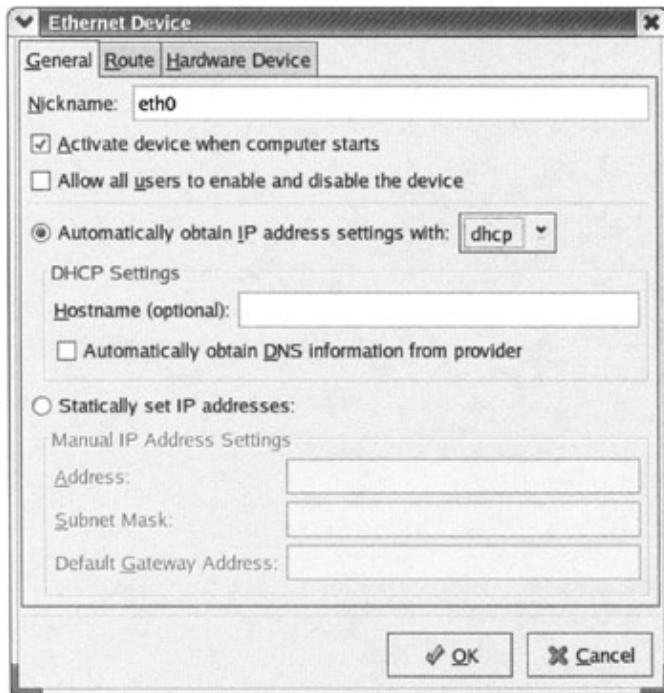 Ethernet Device
General Route Hardware Device
Nickname: eth0
Activate device when computer starts
Allow all users to enable and disable the device
Automatically obtain IP address settings with: dhcp
DHCP Settings
Hostname (optional):
Automatically obtain DNS information from provider
Statically set IP addresses:
Manual IP Address Settings
Address:
Subnet Mask:
Default Gateway Address:
OK Cancel